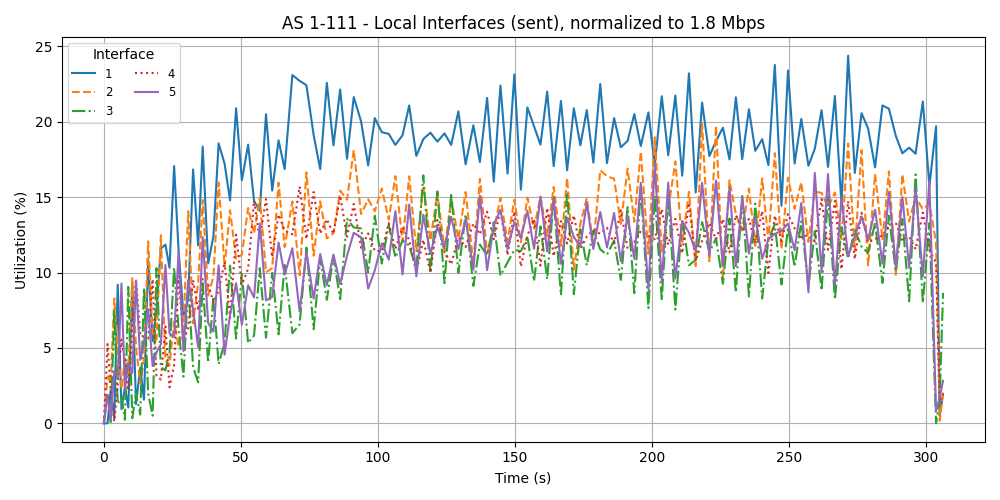 AS 1-111 - Local Interfaces (sent), normalized to 1.8 Mbps
Interface
1 4
2 5
3
Utilization (%)
25
20
15
10
5
0
0 50 100 150 200 250 300
Time (s)